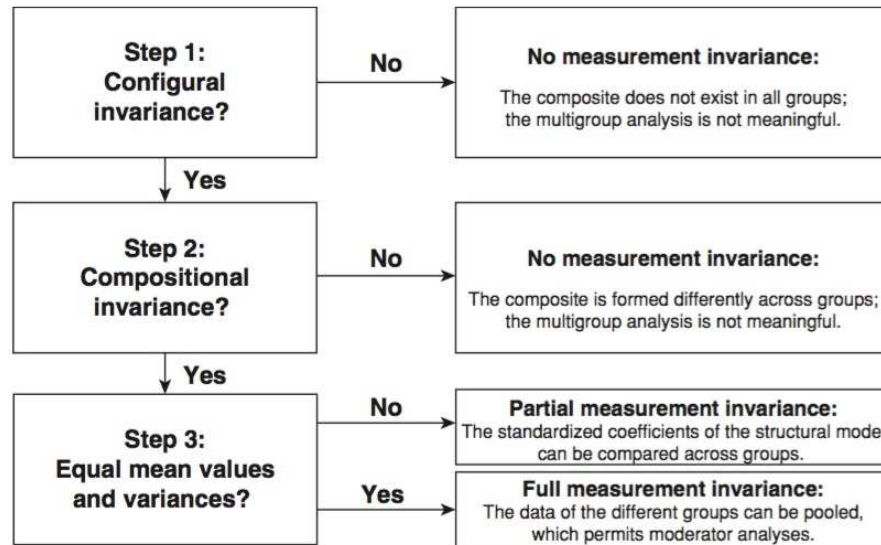 Step 1:
Configural
invariance?
No
No measurement invariance:
The composite does not exist in all groups;
the multigroup analysis is not meaningful.
Yes
Step 2:
Compositional
invariance?
No
No measurement invariance:
The composite is formed differently across groups;
the multigroup analysis is not meaningful.
Yes
Step 3:
Equal mean values
and variances?
No
Partial measurement invariance:
The standardized coefficients of the structural mode
can be compared across groups.
Yes
Full measurement invariance:
The data of the different groups can be pooled,
which permits moderator analyses.